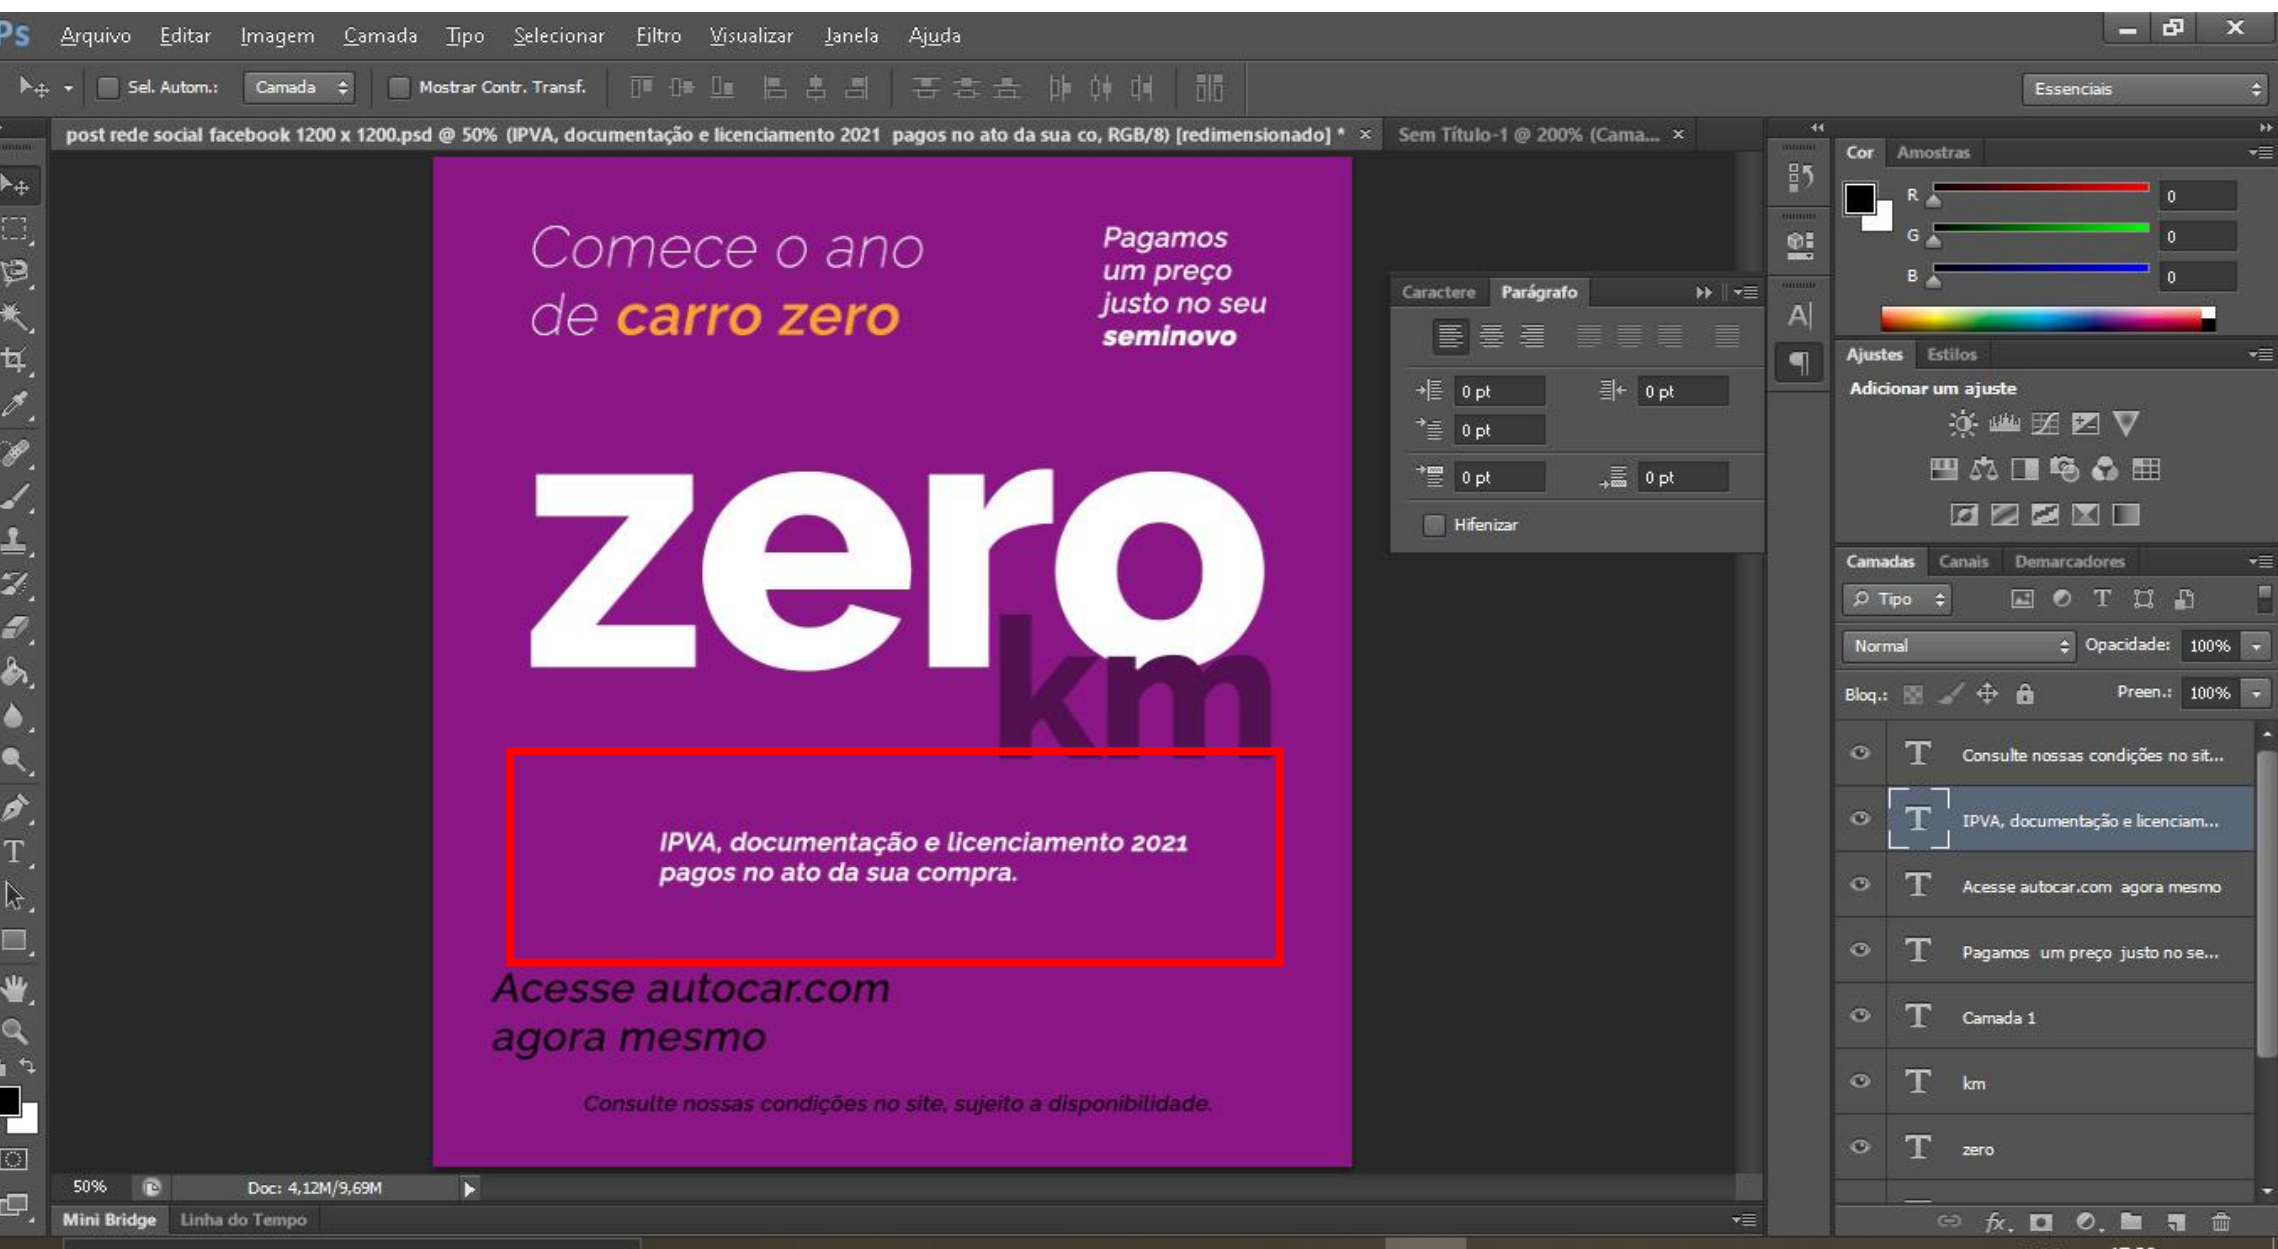 Ps Arquivo Editar Imagem Camada Tipo Selecionar Filtro Visualizar Janela Ajuda
Sel. Autom.: Camada Mostrar Contr. Transf. Essenciais
post rede social facebook 1200 x 1200.psd @ 50% (IPVA, documentação e licenciamento 2021 pagos no ato da sua co, RGB/8) [redimensionado] * × Sem Título-1 @ 200% (Cama... ×
Comece o ano
de carro zero
Pagamos
um preço
justo no seu
seminovo
zero
km
IPVA, documentação e licenciamento 2021
pagos no ato da sua compra.
Acesse autocar.com
agora mesmo
Consulte nossas condições no site, sujeito a disponibilidade.
Caractere Parágrafo
0 pt 0 pt
0 pt
0 pt 0 pt
Hifenizar
Cor Amostras
R 0
G 0
B 0
Ajustes Estilos
Adicionar um ajuste
Camadas Canais Demarcadores
Tipo
Normal Opacidade: 100%
Bloq.: Preen.: 100%
T Consulte nossas condições no sit...
T IPVA, documentação e licenciam...
T Acesse autocar.com agora mesmo
T Pagamos um preço justo no se...
T Camada 1
T km
T zero
fx.
50% Doc: 4,12M/9,69M
Mini Bridge Linha do Tempo